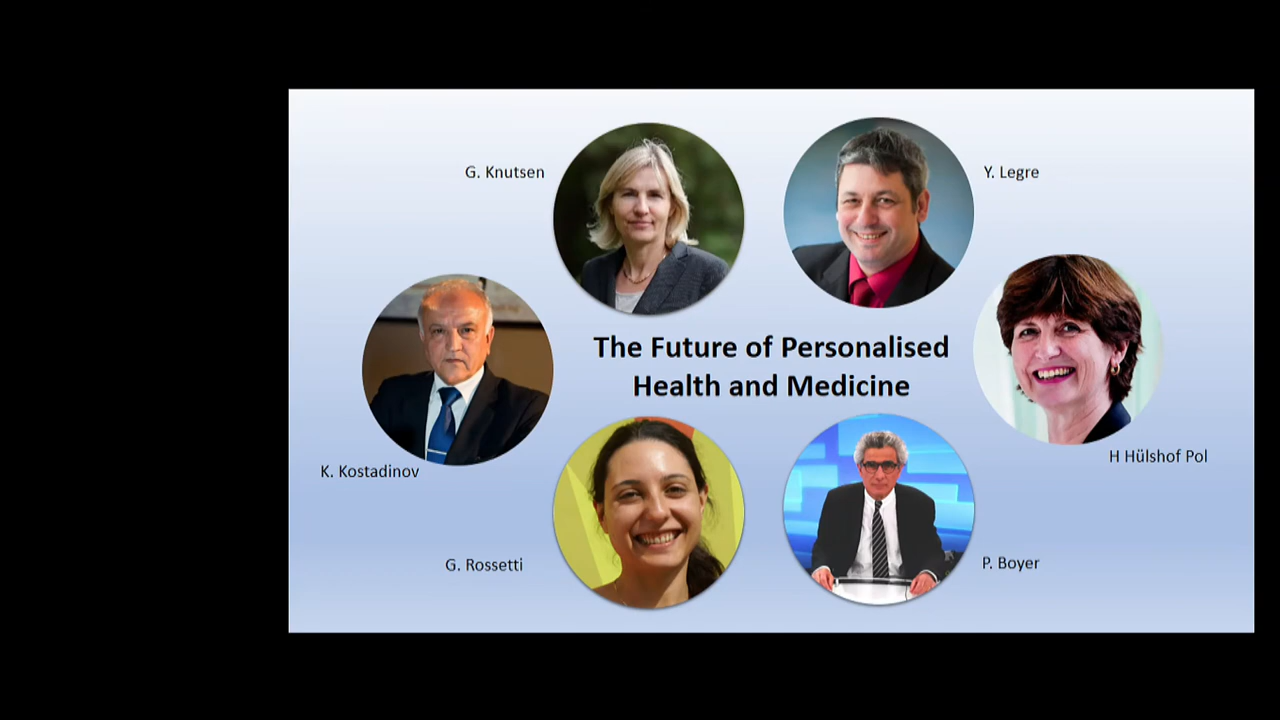 G. Knutsen
Y. Legre
The Future of Personalised
Health and Medicine
K. Kostadinov
H Hülshof Pol
G. Rossetti
P. Boyer